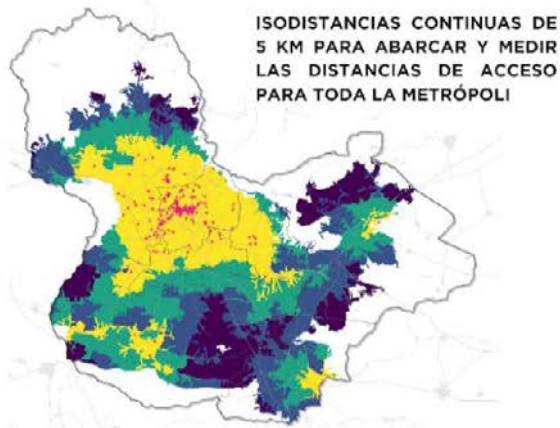 ISODISTANCIAS CONTINUAS DE
5 KM PARA ABARCAR Y MEDIR
LAS DISTANCIAS DE ACCESO
PARA TODA LA METRÓPOLI